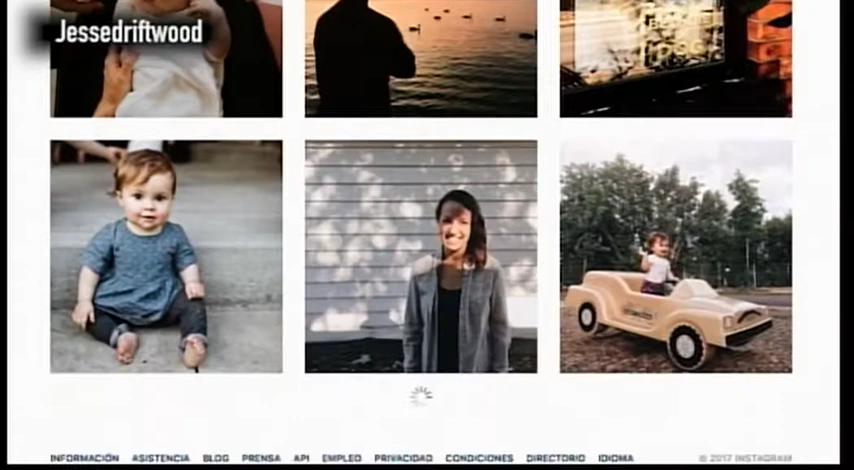 Jessedriftwood
INFORMACIÓN ASISTENCIA BLOG PRENSA API EMPLEO PRIVACIDAD CONDICIONES DIRECTORIO IDIOMA © 2017 INSTAGRAM